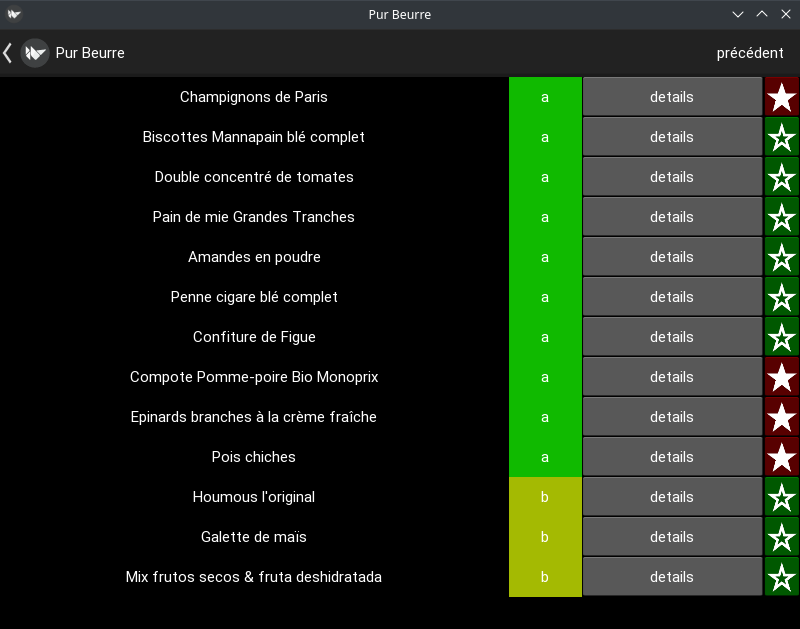 Pur Beurre
Pur Beurre précédent
Champignons de Paris a details
Biscottes Mannapain blé complet a details
Double concentré de tomates a details
Pain de mie Grandes Tranches a details
Amandes en poudre a details
Penne cigare blé complet a details
Confiture de Figue a details
Compote Pomme-poire Bio Monoprix a details
Epinards branches à la crème fraîche a details
Pois chiches a details
Houmous l'original b details
Galette de maïs b details
Mix frutos secos & fruta deshidratada b details